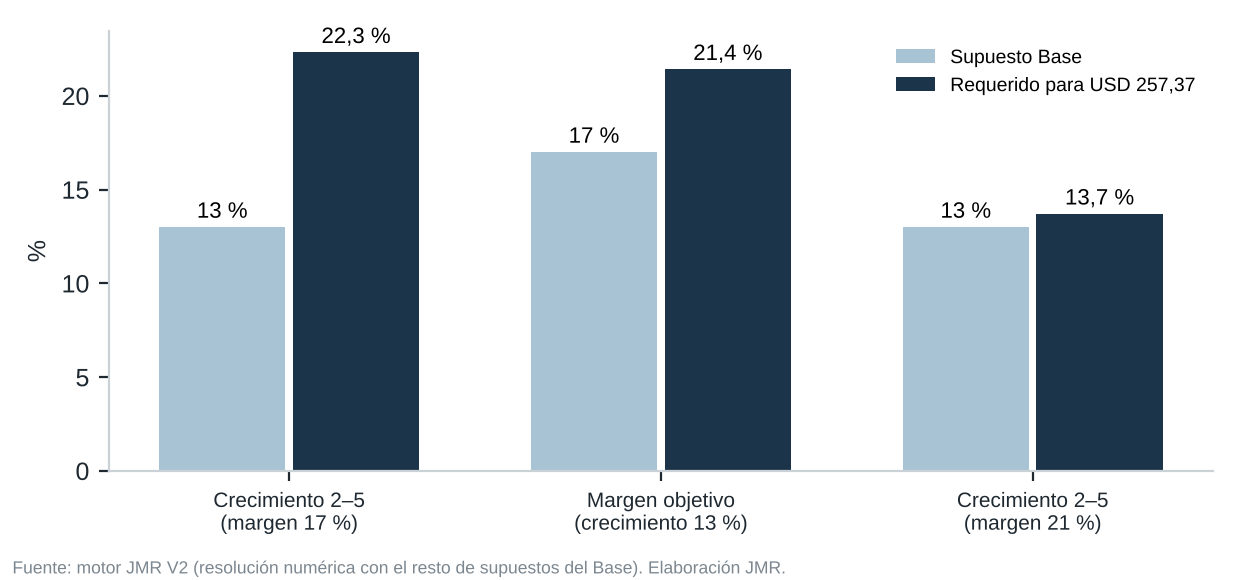 22,3 %
21,4 %
Supuesto Base
20
Requerido para USD 257,37
17 %
15
13 %
13 %
13,7 %
%
10
5
0
Crecimiento 2–5
(margen 17 %)
Margen objetivo
(crecimiento 13 %)
Crecimiento 2–5
(margen 21 %)
Fuente: motor JMR V2 (resolución numérica con el resto de supuestos del Base). Elaboración JMR.